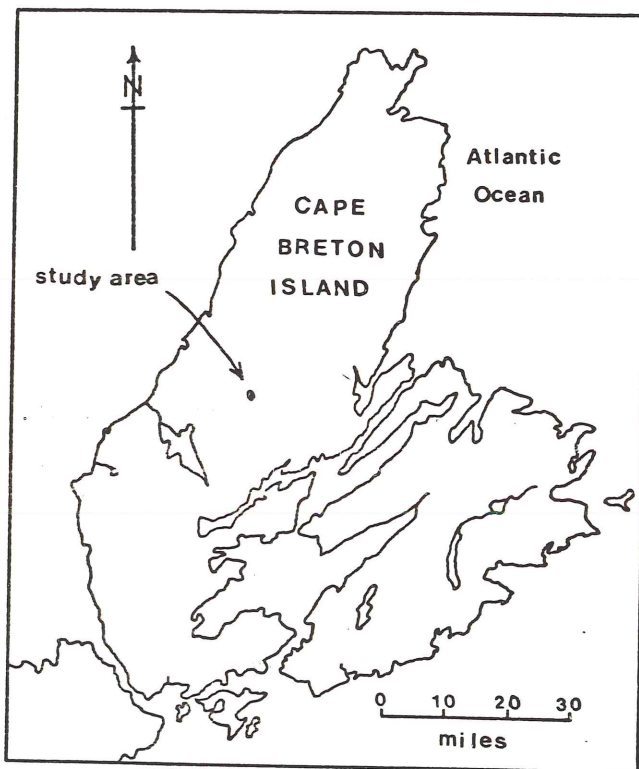 N
Atlantic
Ocean
CAPE
BRETON
ISLAND
study area
0 10 20 30
miles